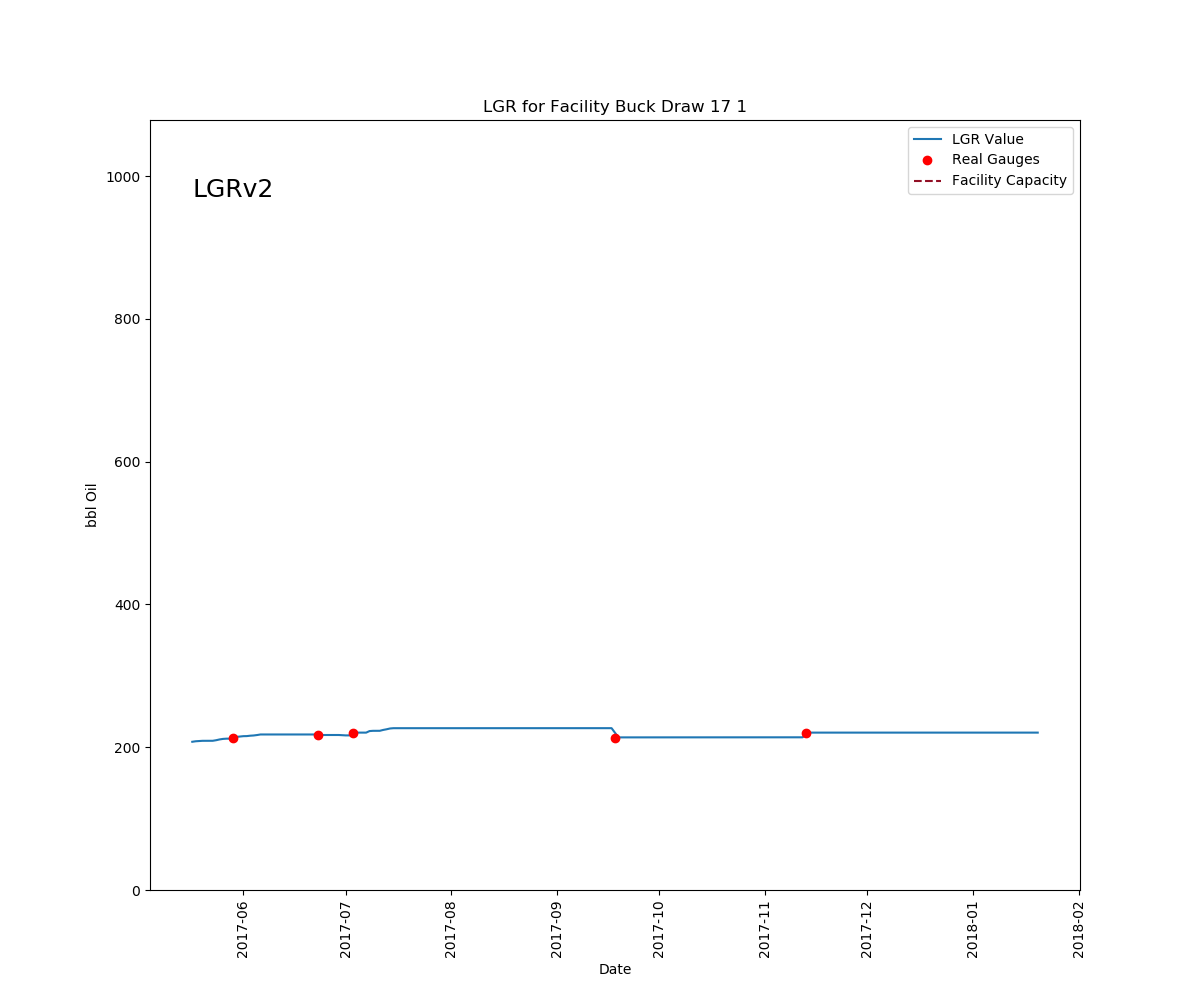 LGR for Facility Buck Draw 17 1
LGR Value
Real Gauges
Facility Capacity
LGRv2
1000
800
600
400
200
0
bbl Oil
2017-06
2017-07
2017-08
2017-09
2017-10
2017-11
2017-12
2018-01
2018-02
Date